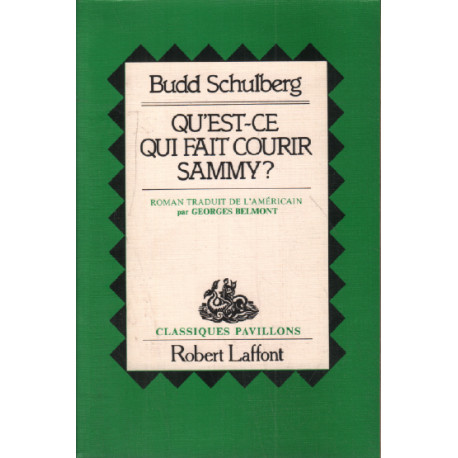 Budd Schulberg
QU'EST-CE
QUI FAIT COURIR
SAMMY?
ROMAN TRADUIT DE L'AMÉRICAIN
par GEORGES BELMONT
CLASSIQUES PAVILLONS
Robert Laffont